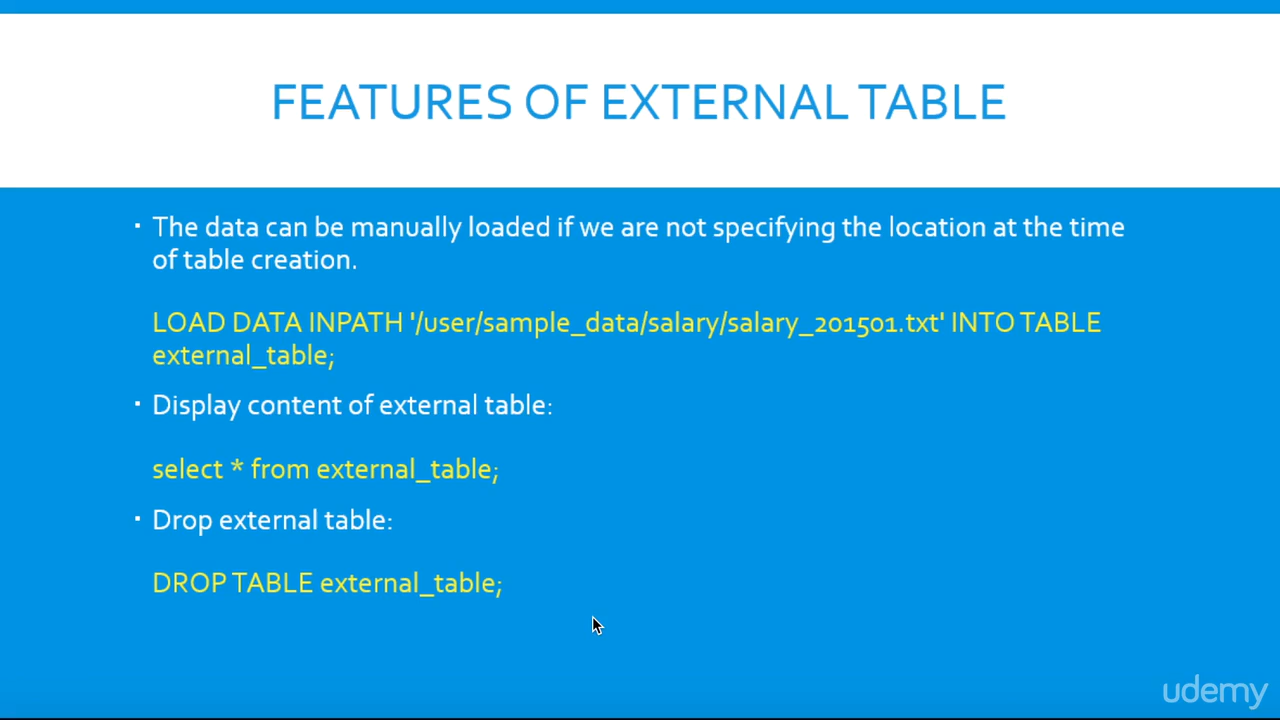 FEATURES OF EXTERNAL TABLE
▪ The data can be manually loaded if we are not specifying the location at the time
of table creation.
LOAD DATA INPATH '/user/sample_data/salary/salary_201501.txt' INTO TABLE
external_table;
▪ Display content of external table:
select * from external_table;
▪ Drop external table:
DROP TABLE external_table;
udemy